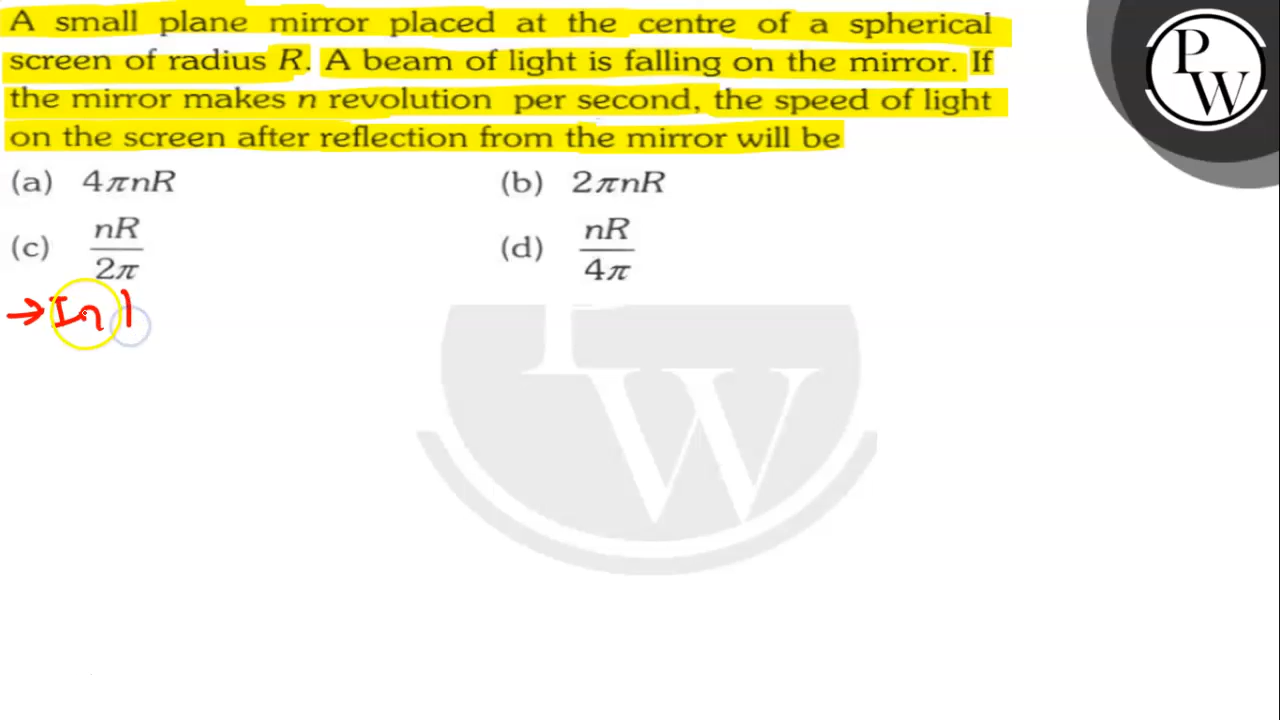 A small plane mirror placed at the centre of a spherical
screen of radius R. A beam of light is falling on the mirror. If
the mirror makes n revolution per second, the speed of light
on the screen after reflection from the mirror will be
(a) 4πnR (b) 2πnR
(c) nR/2π (d) nR/4π
→ In 1
P
W
W